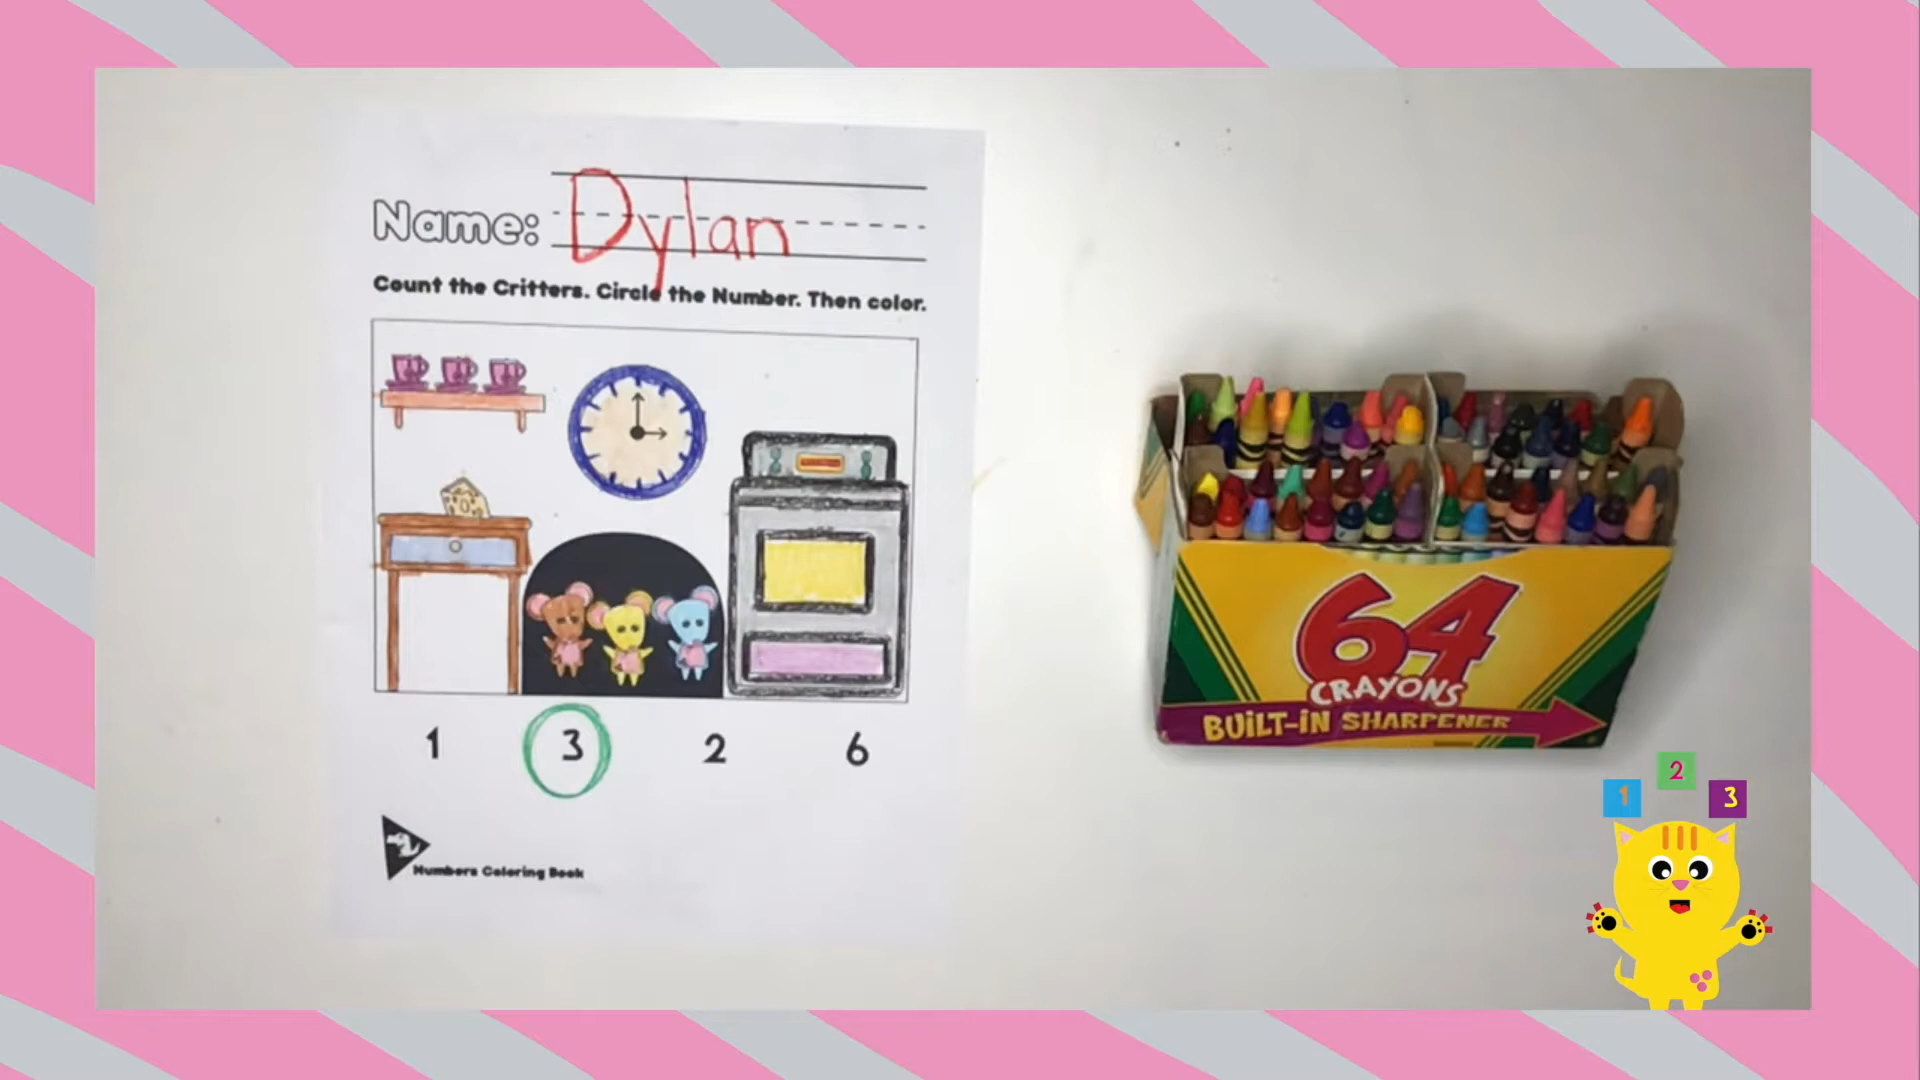 Name: Dylan
Count the Critters. Circle the Number. Then color.
1 3 2 6
Numbers Coloring Book
64
CRAYONS
BUILT-IN SHARPENER
1 2 3